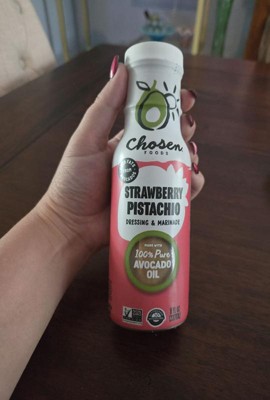 Chosen
FOODS
STRAWBERRY
PISTACHIO
DRESSING & MARINADE
MADE WITH
100% Pure
AVOCADO
OIL